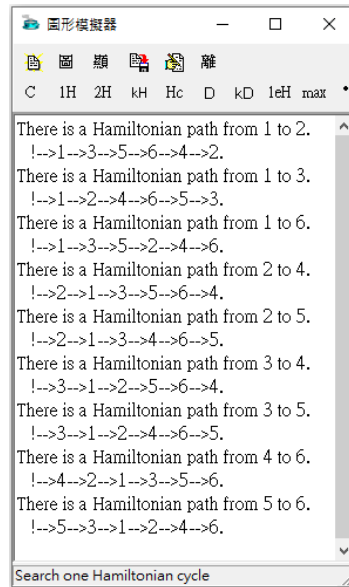 圖形模擬器
圖 顯 離
C 1H 2H kH Hc D kD 1eH max
There is a Hamiltonian path from 1 to 2.
!-->1-->3-->5-->6-->4-->2.
There is a Hamiltonian path from 1 to 3.
!-->1-->2-->4-->6-->5-->3.
There is a Hamiltonian path from 1 to 6.
!-->1-->3-->5-->2-->4-->6.
There is a Hamiltonian path from 2 to 4.
!-->2-->1-->3-->5-->6-->4.
There is a Hamiltonian path from 2 to 5.
!-->2-->1-->3-->4-->6-->5.
There is a Hamiltonian path from 3 to 4.
!-->3-->1-->2-->5-->6-->4.
There is a Hamiltonian path from 3 to 5.
!-->3-->1-->2-->4-->6-->5.
There is a Hamiltonian path from 4 to 6.
!-->4-->2-->1-->3-->5-->6.
There is a Hamiltonian path from 5 to 6.
!-->5-->3-->1-->2-->4-->6.
Search one Hamiltonian cycle